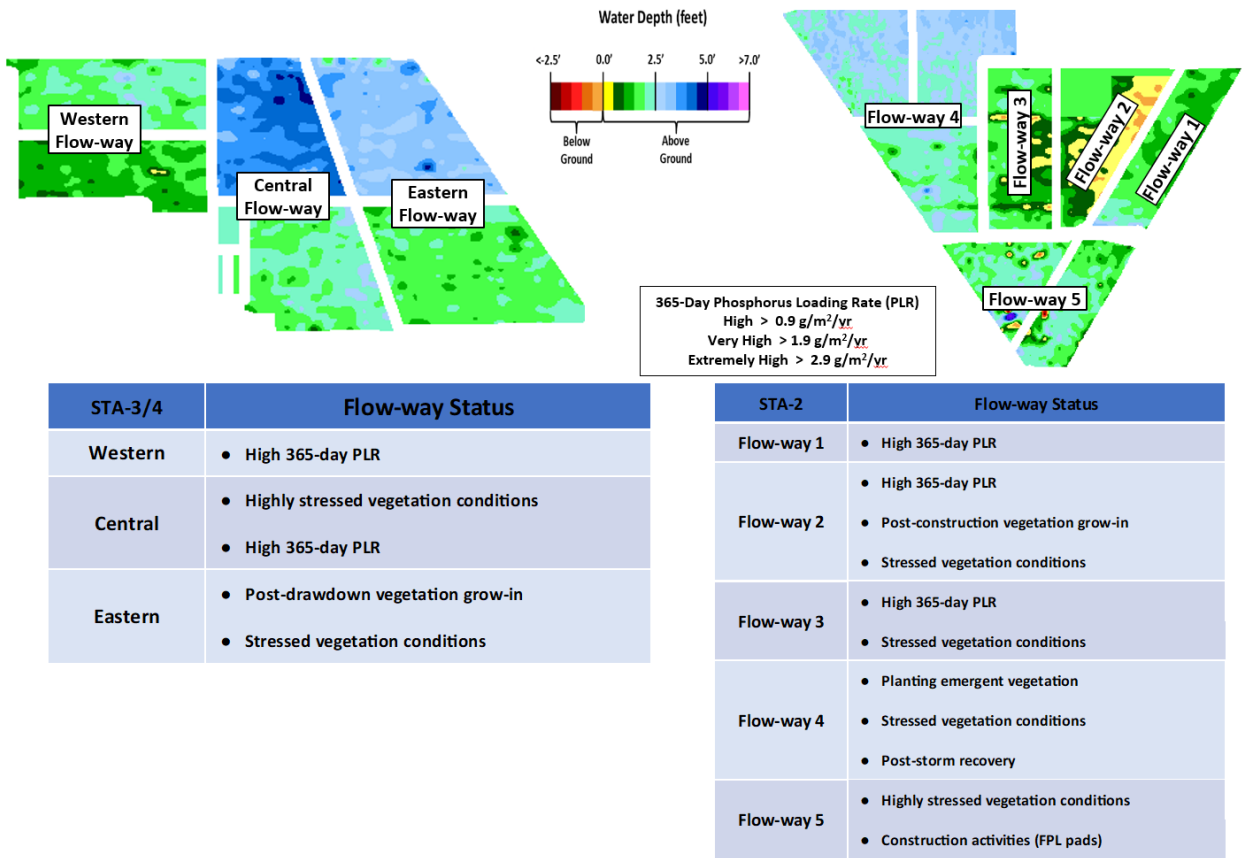 Water Depth (feet)
<-2.5' 0.0' 2.5' 5.0' >7.0'
Below
Ground
Above
Ground
Western
Flow-way
Central
Flow-way
Eastern
Flow-way
Flow-way 4
Flow-way 3
Flow-way 2
Flow-way 1
Flow-way 5
365-Day Phosphorus Loading Rate (PLR)
High > 0.9 g/m²/yr
Very High > 1.9 g/m²/yr
Extremely High > 2.9 g/m²/yr
STA-3/4 Flow-way Status
Western ● High 365-day PLR
Central
● Highly stressed vegetation conditions
● High 365-day PLR
Eastern
● Post-drawdown vegetation grow-in
● Stressed vegetation conditions
STA-2 Flow-way Status
Flow-way 1 ● High 365-day PLR
Flow-way 2
● High 365-day PLR
● Post-construction vegetation grow-in
● Stressed vegetation conditions
Flow-way 3
● High 365-day PLR
● Stressed vegetation conditions
Flow-way 4
● Planting emergent vegetation
● Stressed vegetation conditions
● Post-storm recovery
Flow-way 5
● Highly stressed vegetation conditions
● Construction activities (FPL pads)